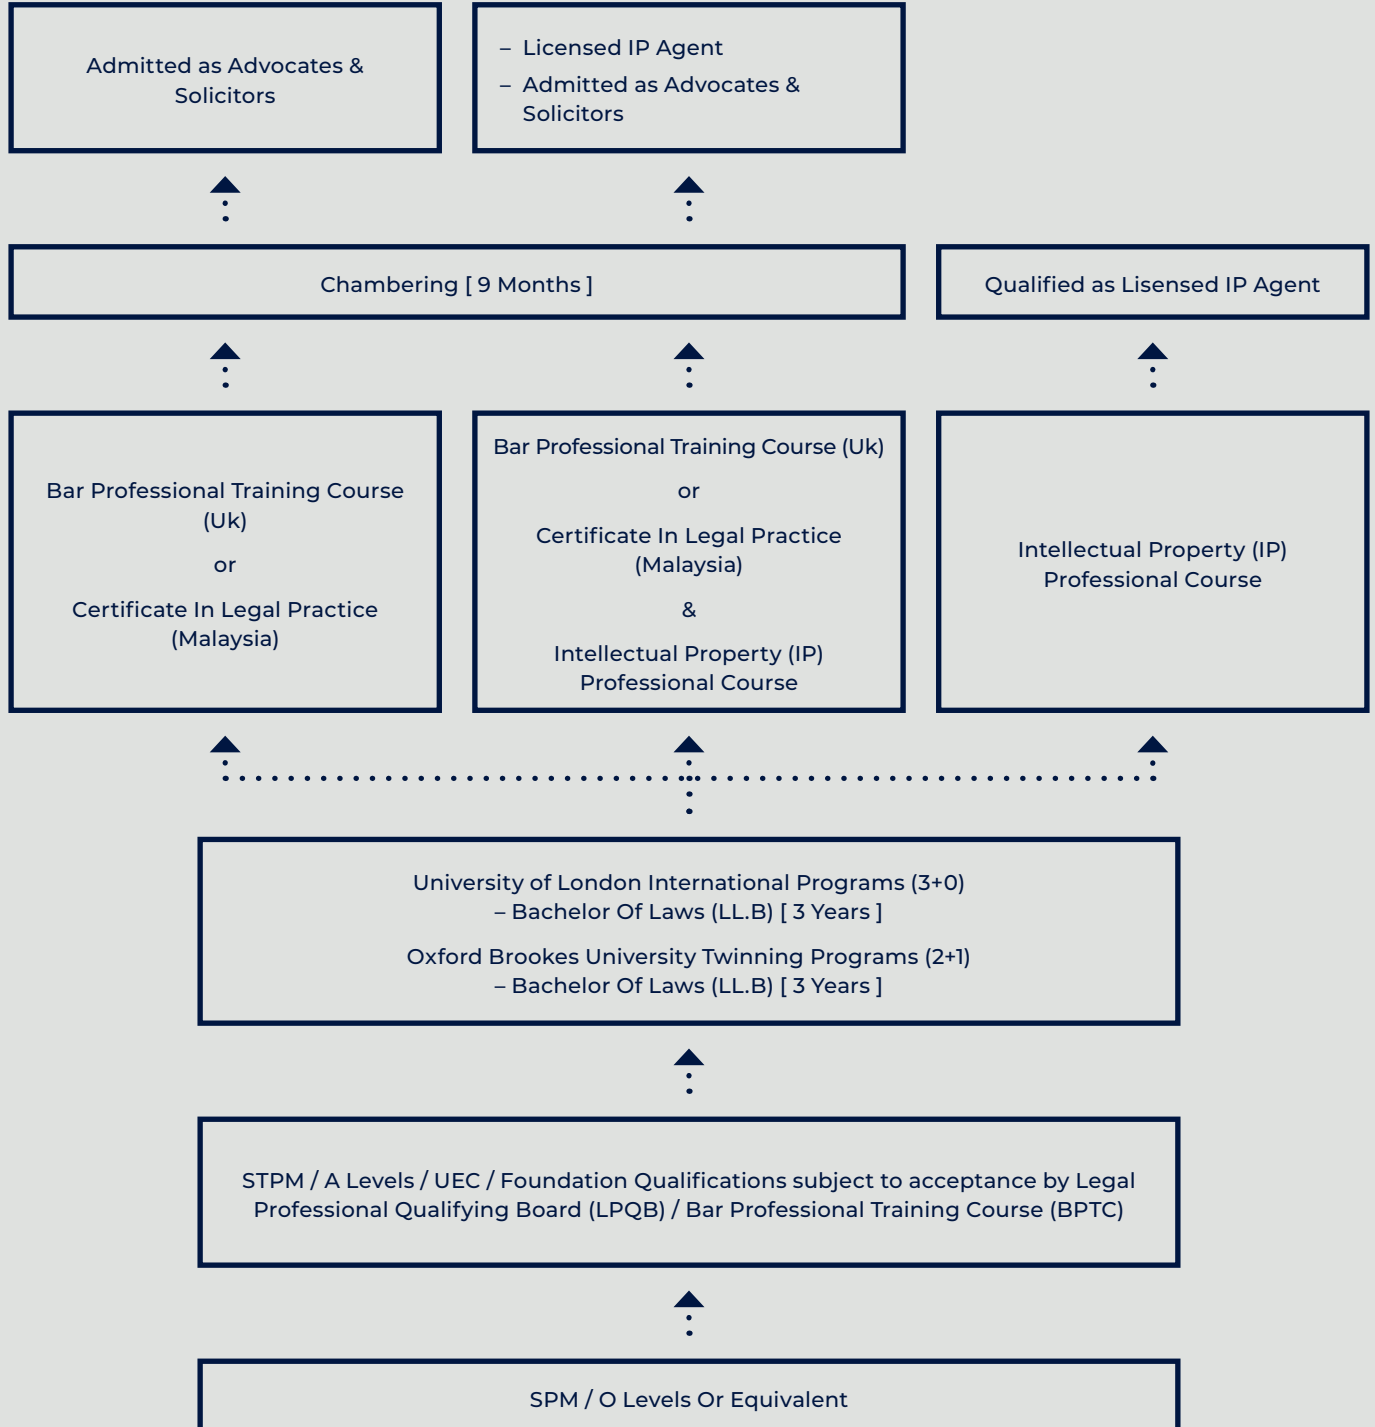 Admitted as Advocates &
Solicitors
– Licensed IP Agent
– Admitted as Advocates &
Solicitors
Chambering [ 9 Months ]
Qualified as Lisensed IP Agent
Bar Professional Training Course
(Uk)
or
Certificate In Legal Practice
(Malaysia)
Bar Professional Training Course (Uk)
or
Certificate In Legal Practice
(Malaysia)
&
Intellectual Property (IP)
Professional Course
Intellectual Property (IP)
Professional Course
University of London International Programs (3+0)
– Bachelor Of Laws (LL.B) [ 3 Years ]
Oxford Brookes University Twinning Programs (2+1)
– Bachelor Of Laws (LL.B) [ 3 Years ]
STPM / A Levels / UEC / Foundation Qualifications subject to acceptance by Legal
Professional Qualifying Board (LPQB) / Bar Professional Training Course (BPTC)
SPM / O Levels Or Equivalent